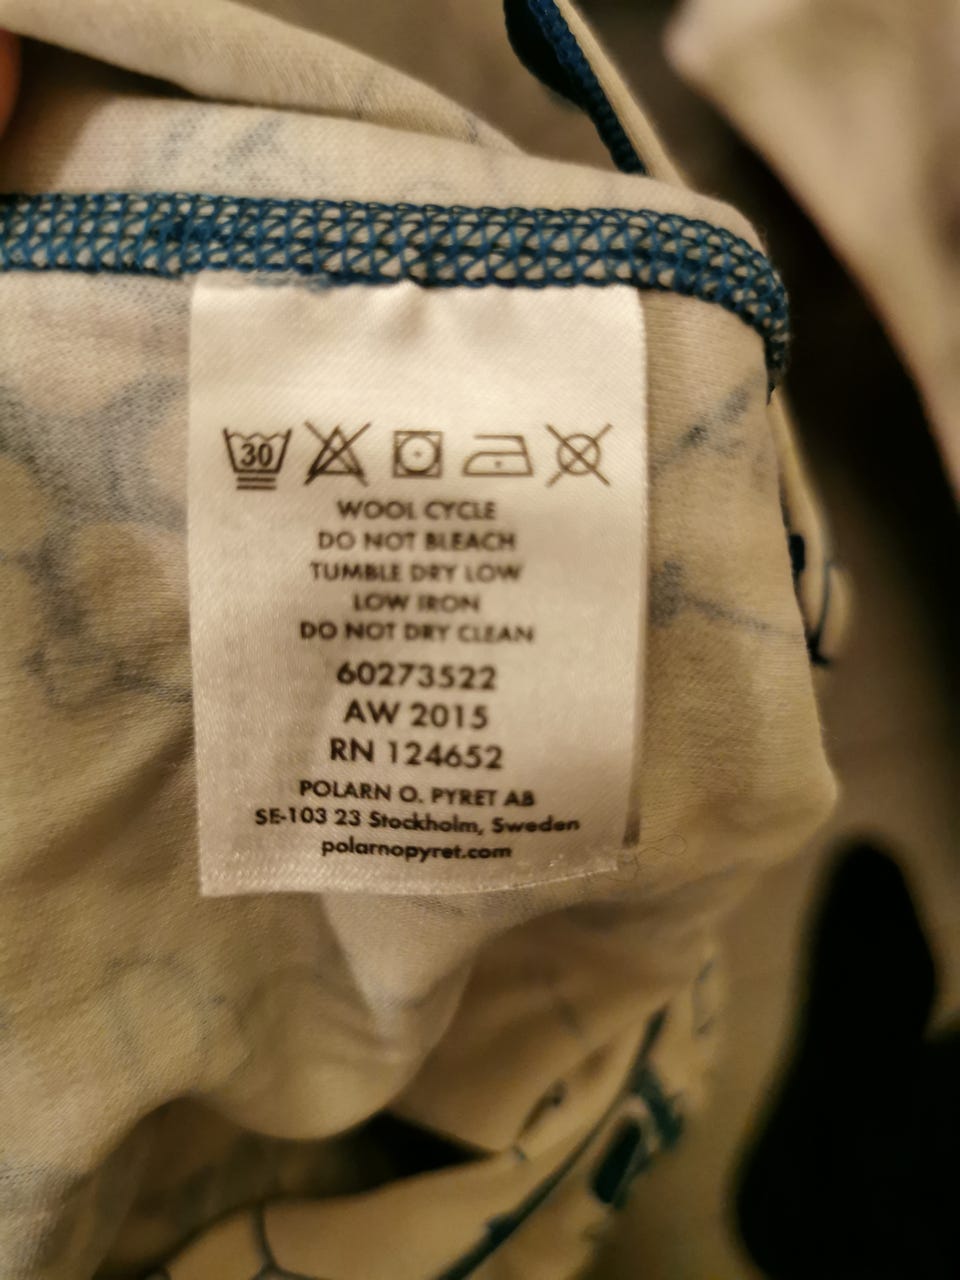 30
WOOL CYCLE
DO NOT BLEACH
TUMBLE DRY LOW
LOW IRON
DO NOT DRY CLEAN
60273522
AW 2015
RN 124652
POLARN O. PYRET AB
SE-103 23 Stockholm, Sweden
polarnopyret.com